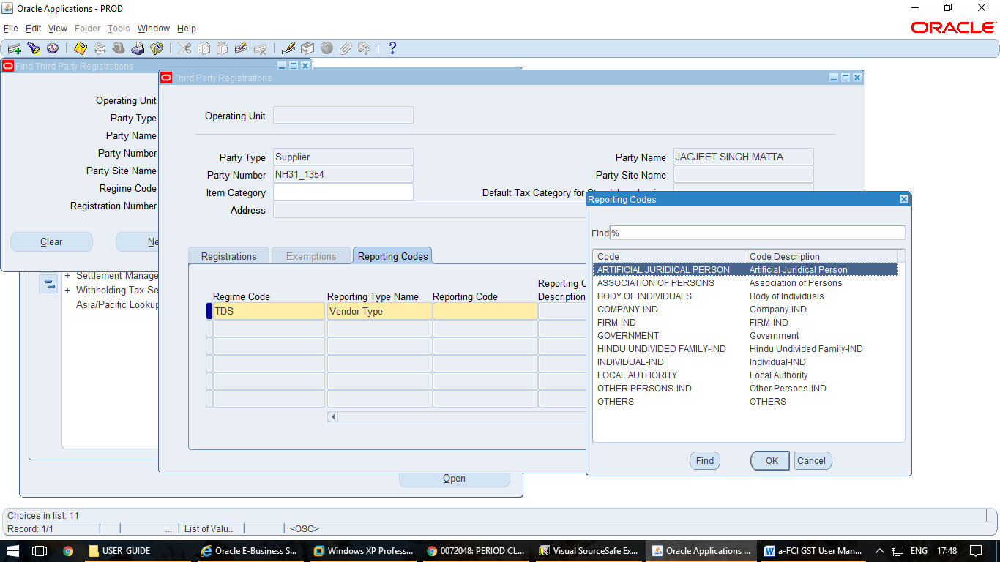 Oracle Applications - PROD
File Edit View Folder Tools Window Help
ORACLE
Find Third Party Registrations
Operating Unit
Party Type
Party Name
Party Number
Party Site Name
Regime Code
Registration Number
Clear
Ne
+ Settlement Manage
+ Withholding Tax Se
Asia/Pacific Lookup
Open
Third Party Registrations
Operating Unit
Party Type Supplier
Party Name JAGJEET SINGH MATTA
Party Number NH31_1354
Party Site Name
Item Category
Default Tax Category for
Address
Registrations Exemptions Reporting Codes
Regime Code Reporting Type Name Reporting Code Reporting C
Description
TDS Vendor Type
Reporting Codes
Find %
Code Code Description
ARTIFICIAL JURIDICAL PERSON Artificial Juridical Person
ASSOCIATION OF PERSONS Association of Persons
BODY OF INDIVIDUALS Body of Individuals
COMPANY-IND Company-IND
FIRM-IND FIRM-IND
GOVERNMENT Government
HINDU UNDIVIDED FAMILY-IND Hindu Undivided Family-IND
INDIVIDUAL-IND Individual-IND
LOCAL AUTHORITY Local Authority
OTHER PERSONS-IND Other Persons-IND
OTHERS OTHERS
Find OK Cancel
Choices in list: 11
Record: 1/1 ... List of Valu... <OSC>
USER_GUIDE Oracle E-Business S... Windows XP Profess... 0072048: PERIOD CL... Visual SourceSafe Ex... Oracle Applications ... a-FCI GST User Man... ENG 17:48